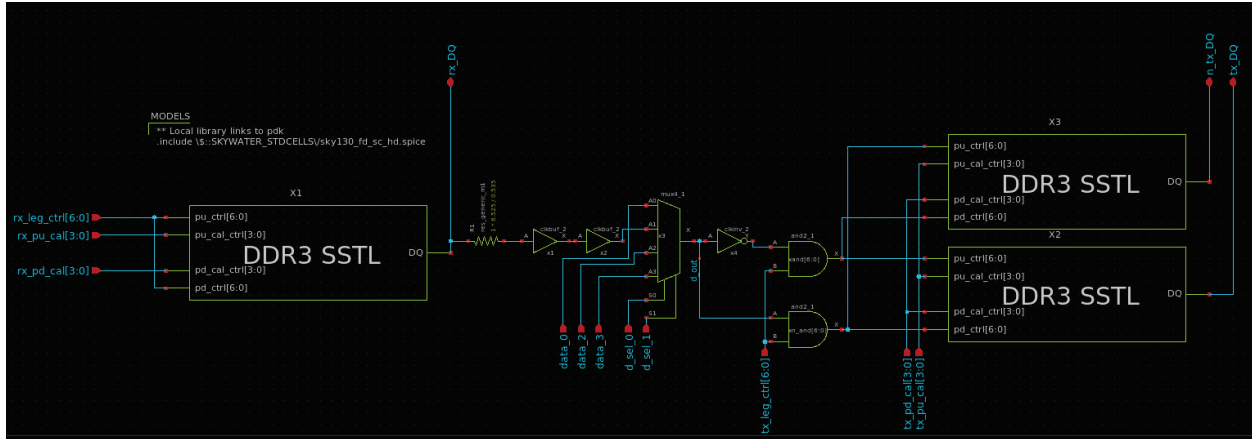 MODELS
** Local library links to pdk
.include \$::SKYWATER_STDCELLS\/sky130_fd_sc_hd.spice
X1
rx_leg_ctrl[6:0]
rx_pu_cal[3:0]
rx_pd_cal[3:0]
pu_ctrl[6:0]
pu_cal_ctrl[3:0]
DDR3 SSTL
DQ
pd_cal_ctrl[3:0]
pd_ctrl[6:0]
rx_DQ
R1
res_generic_m1
A
clkbuf_2
X
x1
A
clkbuf_2
X
x2
mux4_1
A0
A1
x3
A2
A3
X
S0
S1
data_0
data_2
data_3
d_sel_0
d_sel_1
d_out
A
clkinv_2
Y
x4
and2_1
A
xand[6:0]
X
B
and2_1
A
xn_and[6:0]
X
B
tx_leg_ctrl[6:0]
n_tx_DQ
tx_DQ
X3
pu_ctrl[6:0]
pu_cal_ctrl[3:0]
DDR3 SSTL
DQ
pd_cal_ctrl[3:0]
pd_ctrl[6:0]
X2
pu_ctrl[6:0]
pu_cal_ctrl[3:0]
DDR3 SSTL
DQ
pd_cal_ctrl[3:0]
pd_ctrl[6:0]
tx_pd_cal[3:0]
tx_pu_cal[3:0]